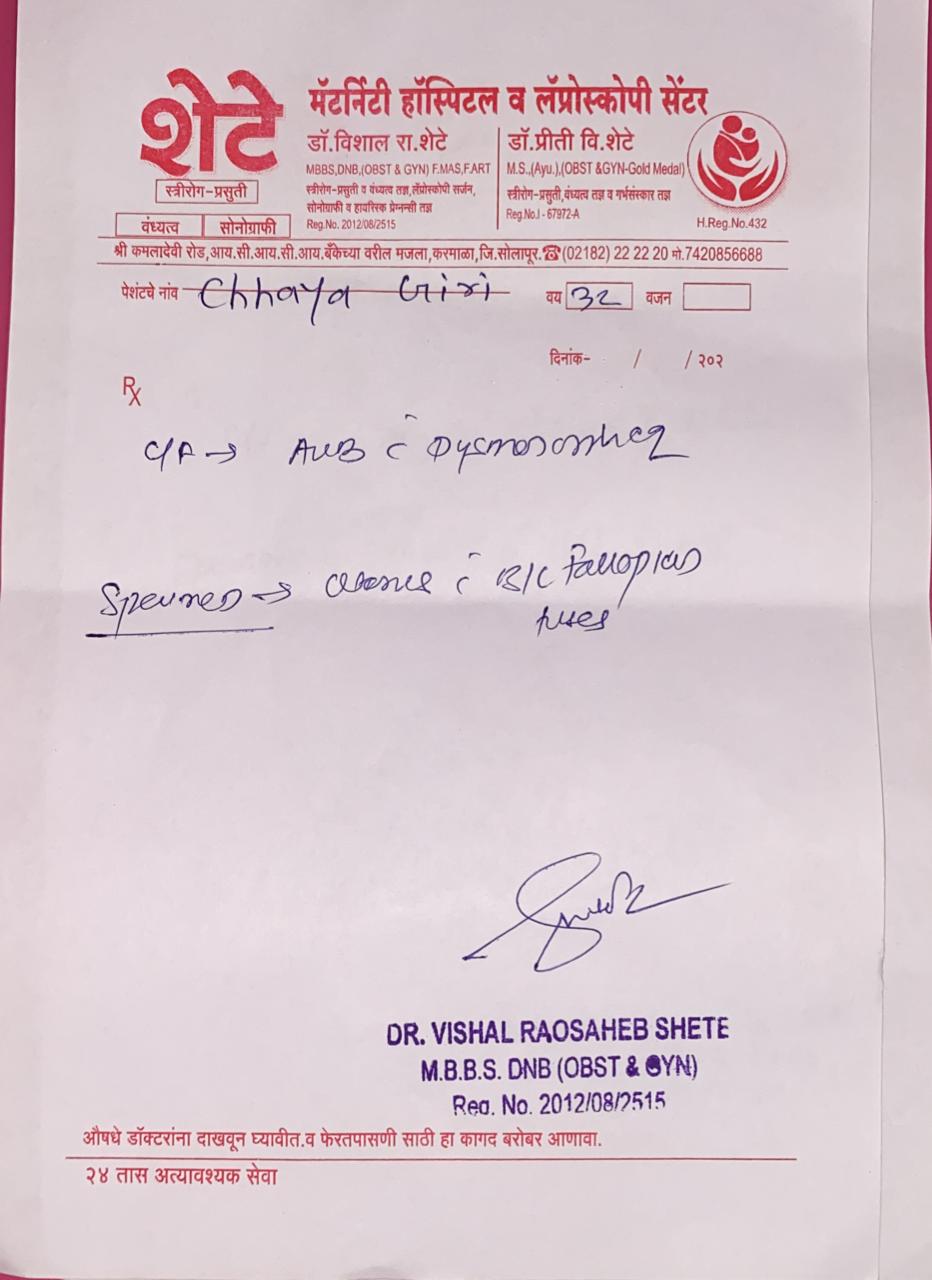 शेटे
स्त्रीरोग-प्रसुती
वंध्यत्व सोनोग्राफी
मॅटर्निटी हॉस्पिटल व लॅप्रोस्कोपी सेंटर
डॉ.विशाल रा.शेटे
MBBS,DNB,(OBST & GYN) F.MAS,F.ART
स्त्रीरोग-प्रसुती व वंध्यत्व तज्ञ,लॅप्रोस्कोपी सर्जन,
सोनोग्राफी व हायरिस्क प्रेग्नन्सी तज्ञ
Reg.No. 2012/08/2515
डॉ.प्रीती वि.शेटे
M.S.,(Ayu.),(OBST &GYN-Gold Medal)
स्त्रीरोग-प्रसुती,वंध्यत्व तज्ञ व गर्भसंस्कार तज्ञ
Reg.No.I - 67972-A
H.Reg.No.432
श्री कमलादेवी रोड,आय.सी.आय.सी.आय.बँकेच्या वरील मजला,करमाळा,जि.सोलापूर.☎(02182) 22 22 20 मो.7420856688
पेशंटचे नांव Chhaya Giri वय 32 वजन
दिनांक- / / २०२
Rx
AUB c̄ Dysmenorrhea
Specimen → Uterus c̄ B/L Fallopian
tubes
DR. VISHAL RAOSAHEB SHETE
M.B.B.S. DNB (OBST & GYN)
Reg. No. 2012/08/2515
औषधे डॉक्टरांना दाखवून घ्यावीत.व फेरतपासणी साठी हा कागद बरोबर आणावा.
२४ तास अत्यावश्यक सेवा